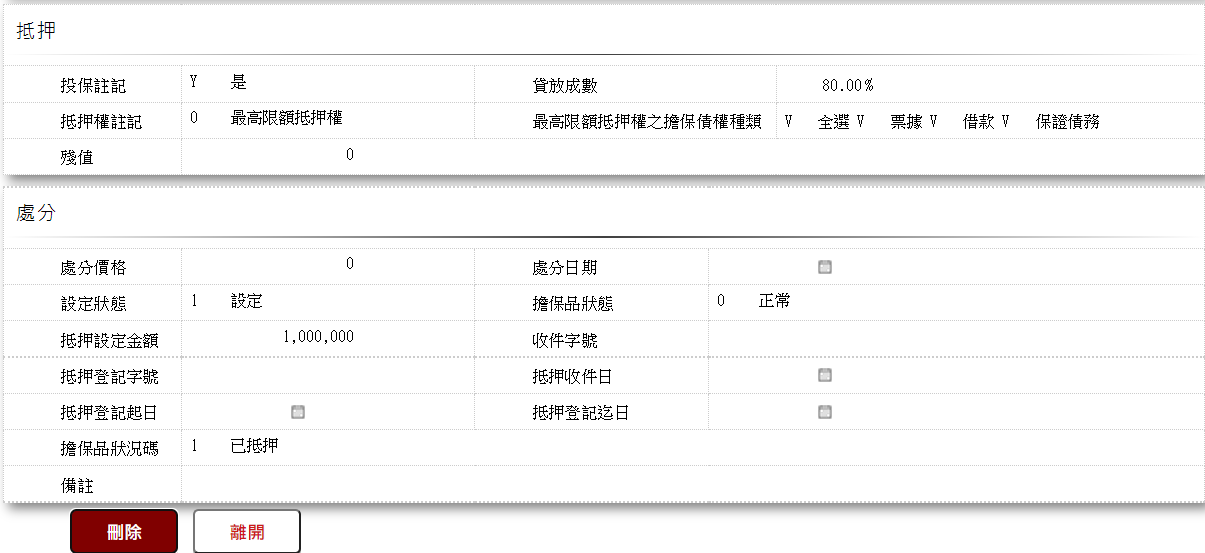 抵押
投保註記 Y 是 貸放成數 80.00%
抵押權註記 0 最高限額抵押權 最高限額抵押權之擔保債權種類 V 全選 V 票據 V 借款 V 保證債務
殘值 0
處分
處分價格 0 處分日期
設定狀態 1 設定 擔保品狀態 0 正常
抵押設定金額 1,000,000 收件字號
抵押登記字號 抵押收件日
抵押登記起日 抵押登記迄日
擔保品狀況碼 1 已抵押
備註
刪除 離開